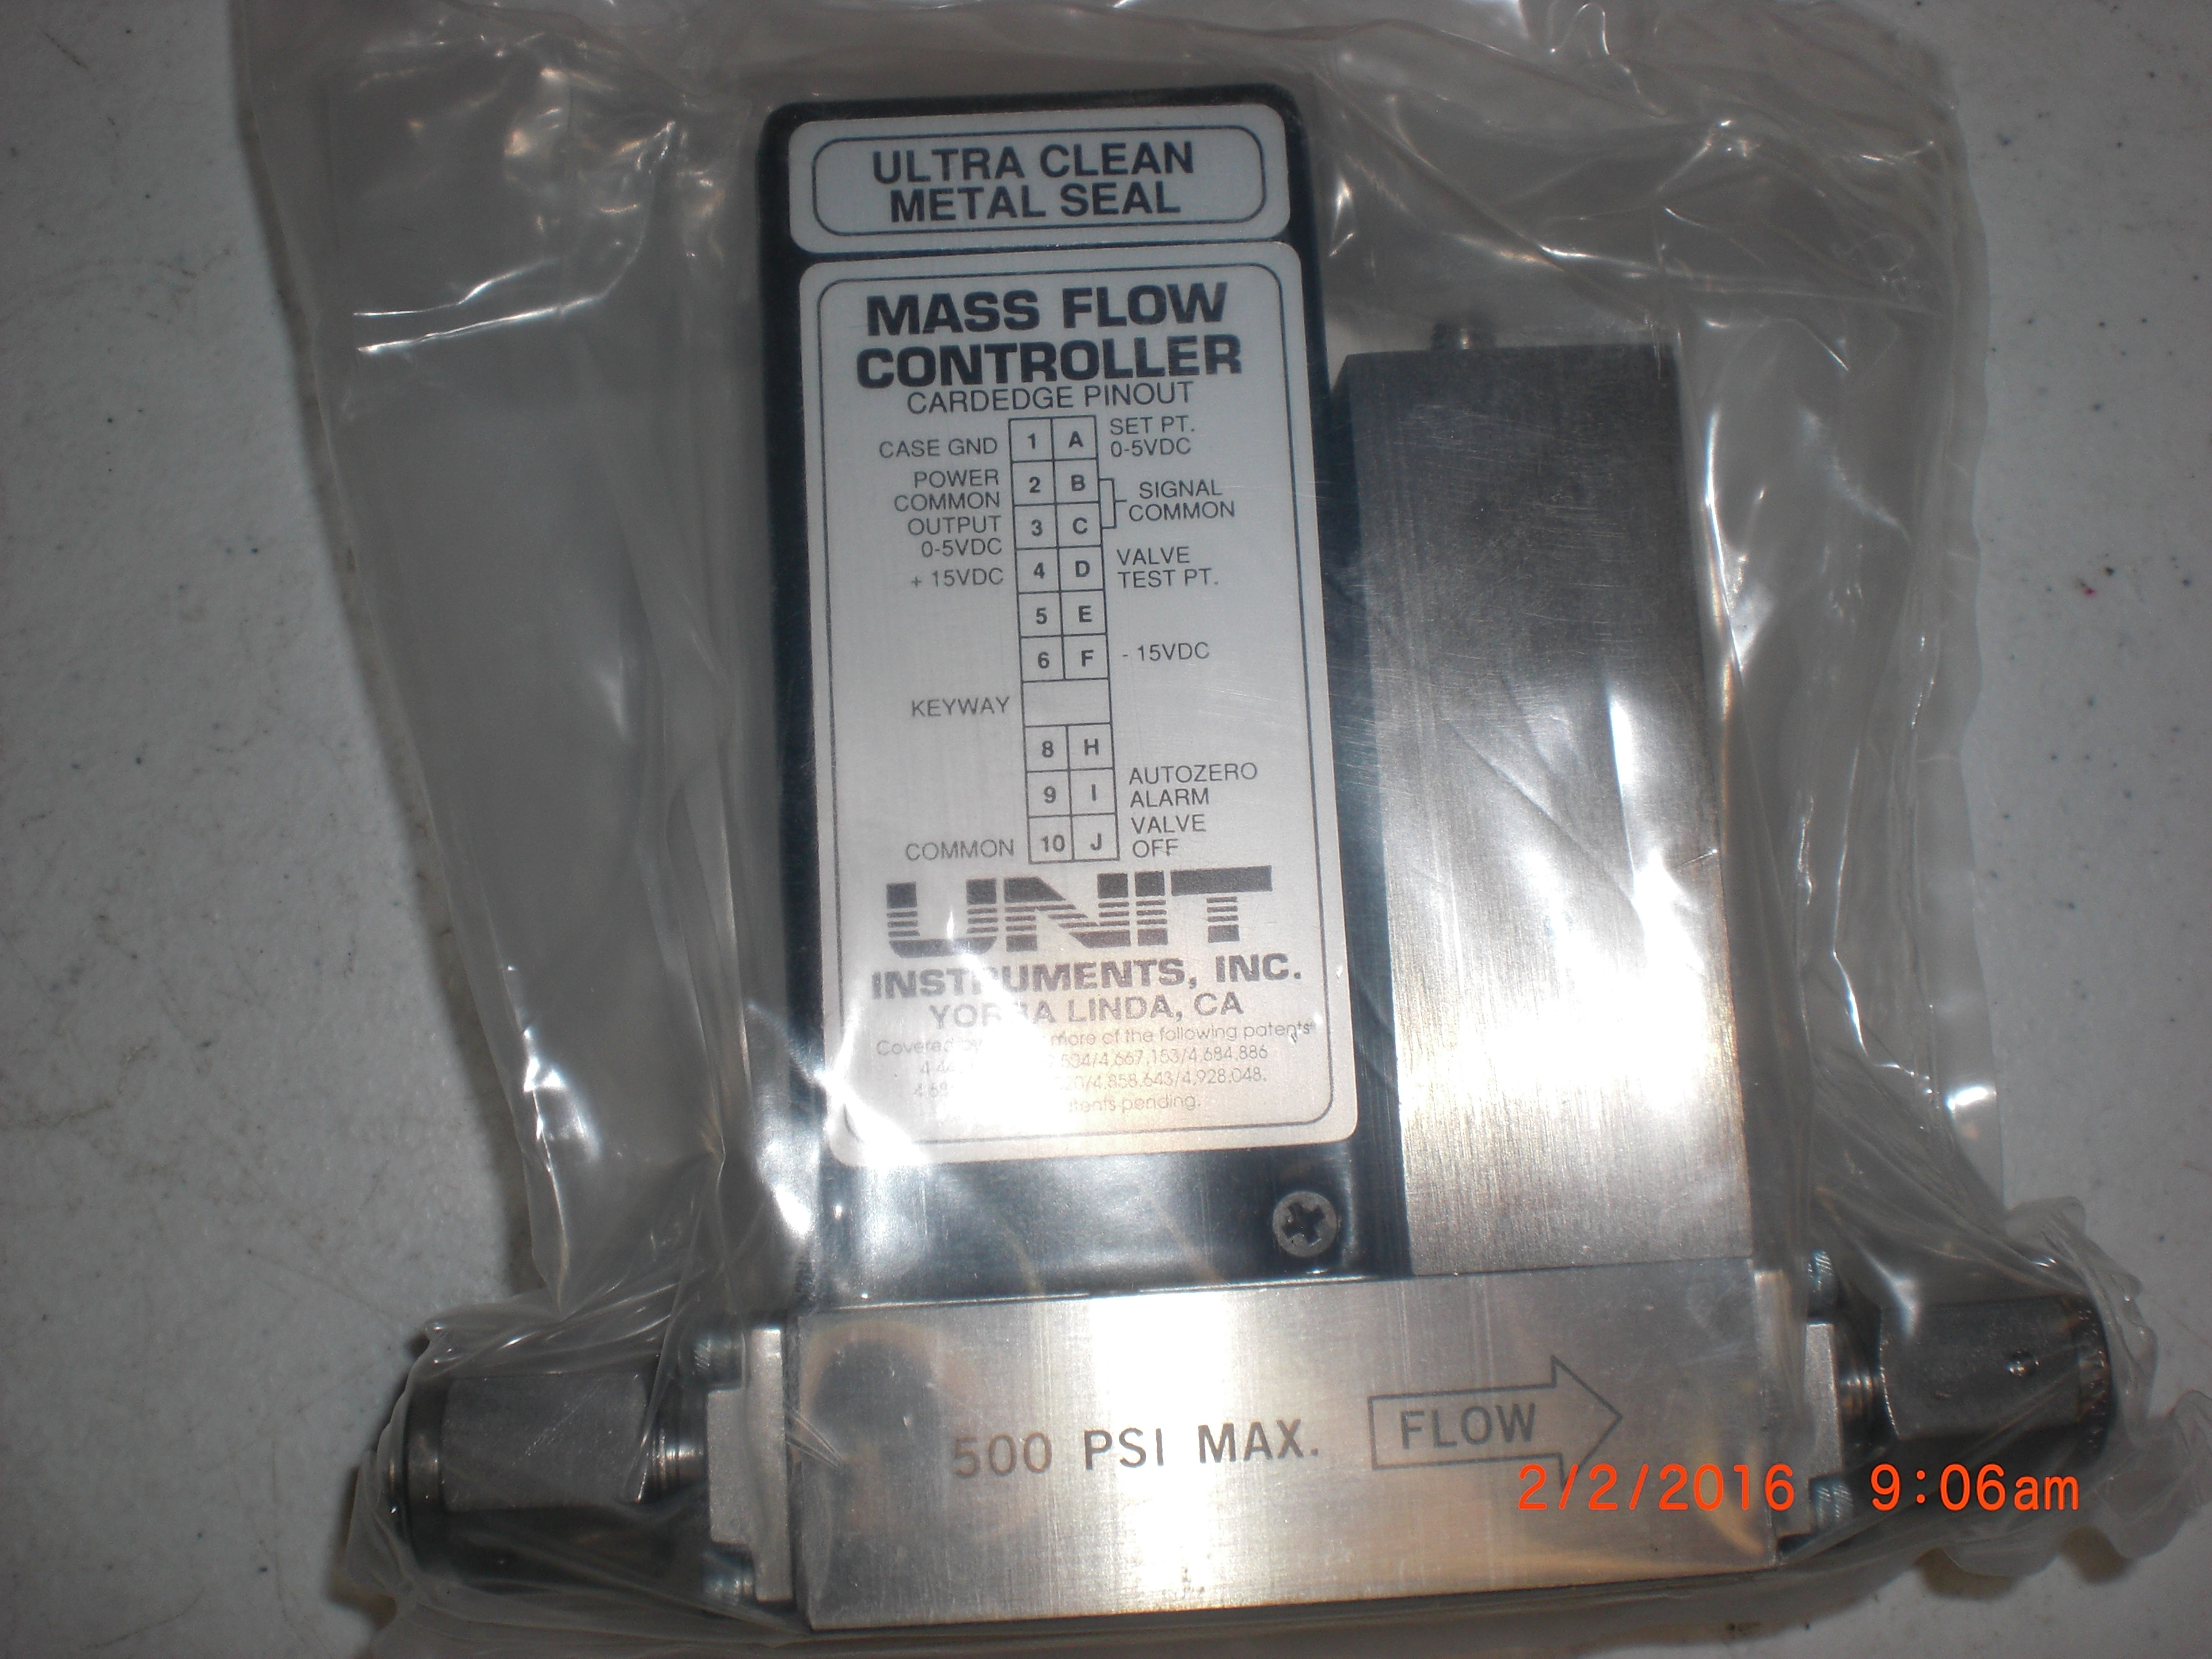 ULTRA CLEAN
METAL SEAL
MASS FLOW
CONTROLLER
CARDEDGE PINOUT
CASE GND 1 A SET PT. 0-5VDC
POWER COMMON 2 B SIGNAL COMMON
OUTPUT 0-5VDC 3 C
+ 15VDC 4 D VALVE TEST PT.
5 E
6 F - 15VDC
KEYWAY
8 H
9 I AUTOZERO ALARM
COMMON 10 J VALVE OFF
UNIT
INSTRUMENTS, INC.
YORBA LINDA, CA
Covered more of the following patents
/4,667,153/4,684,886
/4,858,643/4,928,048.
pending.
500 PSI MAX. FLOW
2/2/2016 9:06am